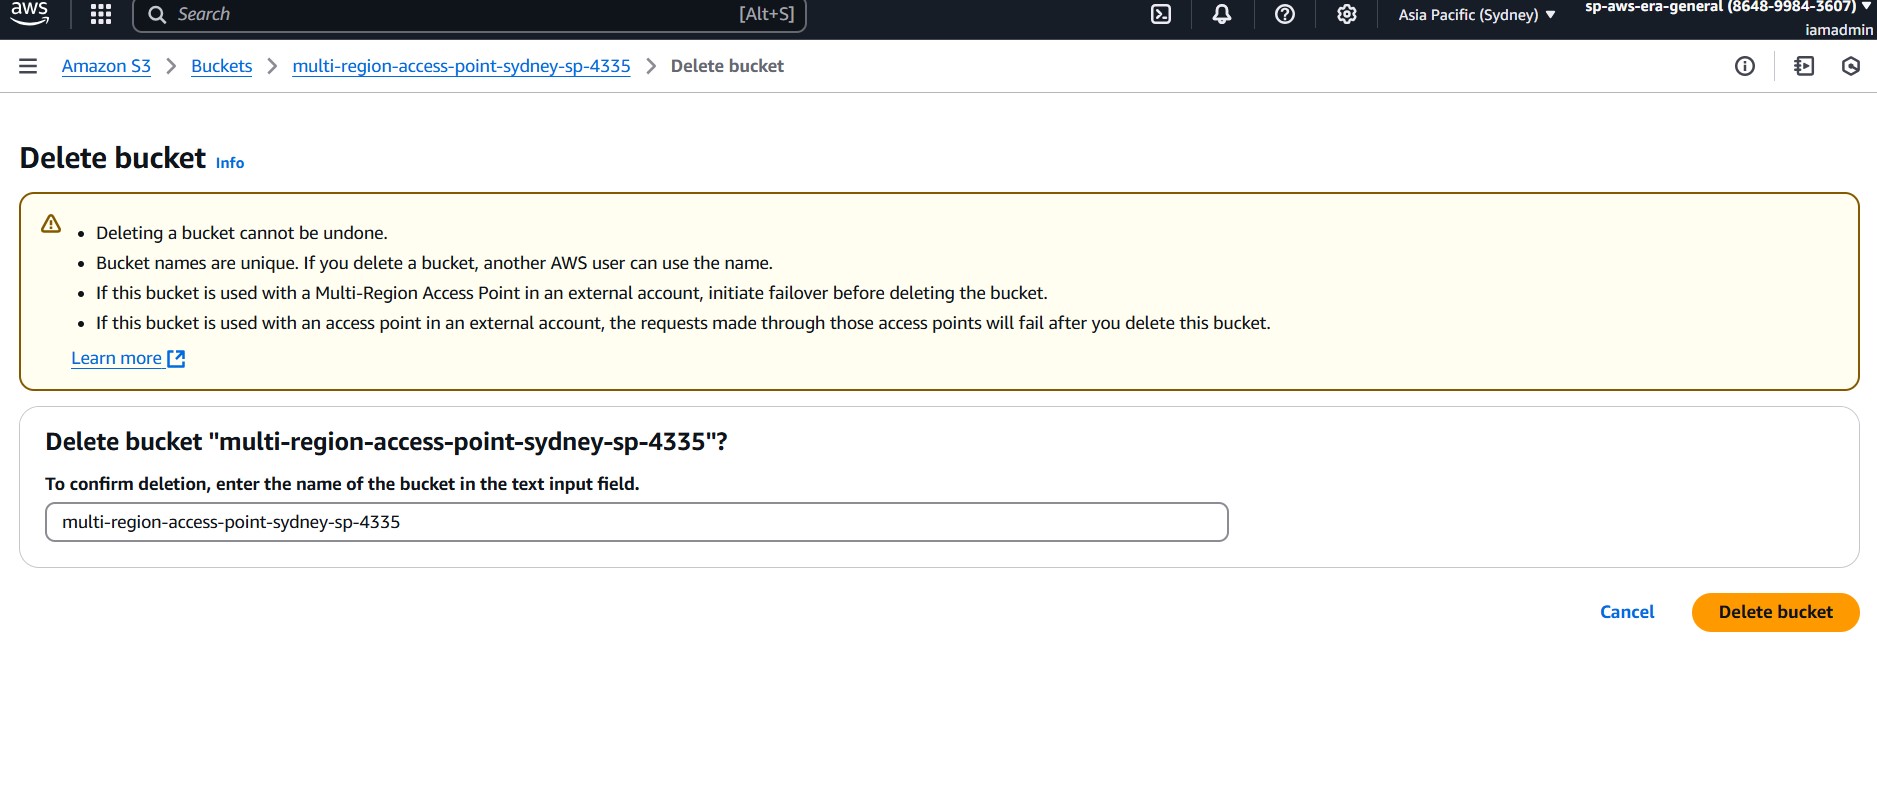 aws
Search [Alt+S]
Asia Pacific (Sydney) ▼
sp-aws-era-general (8648-9984-3607) ▼
iamadmin
Amazon S3 > Buckets > multi-region-access-point-sydney-sp-4335 > Delete bucket
Delete bucket Info
• Deleting a bucket cannot be undone.
• Bucket names are unique. If you delete a bucket, another AWS user can use the name.
• If this bucket is used with a Multi-Region Access Point in an external account, initiate failover before deleting the bucket.
• If this bucket is used with an access point in an external account, the requests made through those access points will fail after you delete this bucket.
Learn more
Delete bucket "multi-region-access-point-sydney-sp-4335"?
To confirm deletion, enter the name of the bucket in the text input field.
multi-region-access-point-sydney-sp-4335
Cancel
Delete bucket